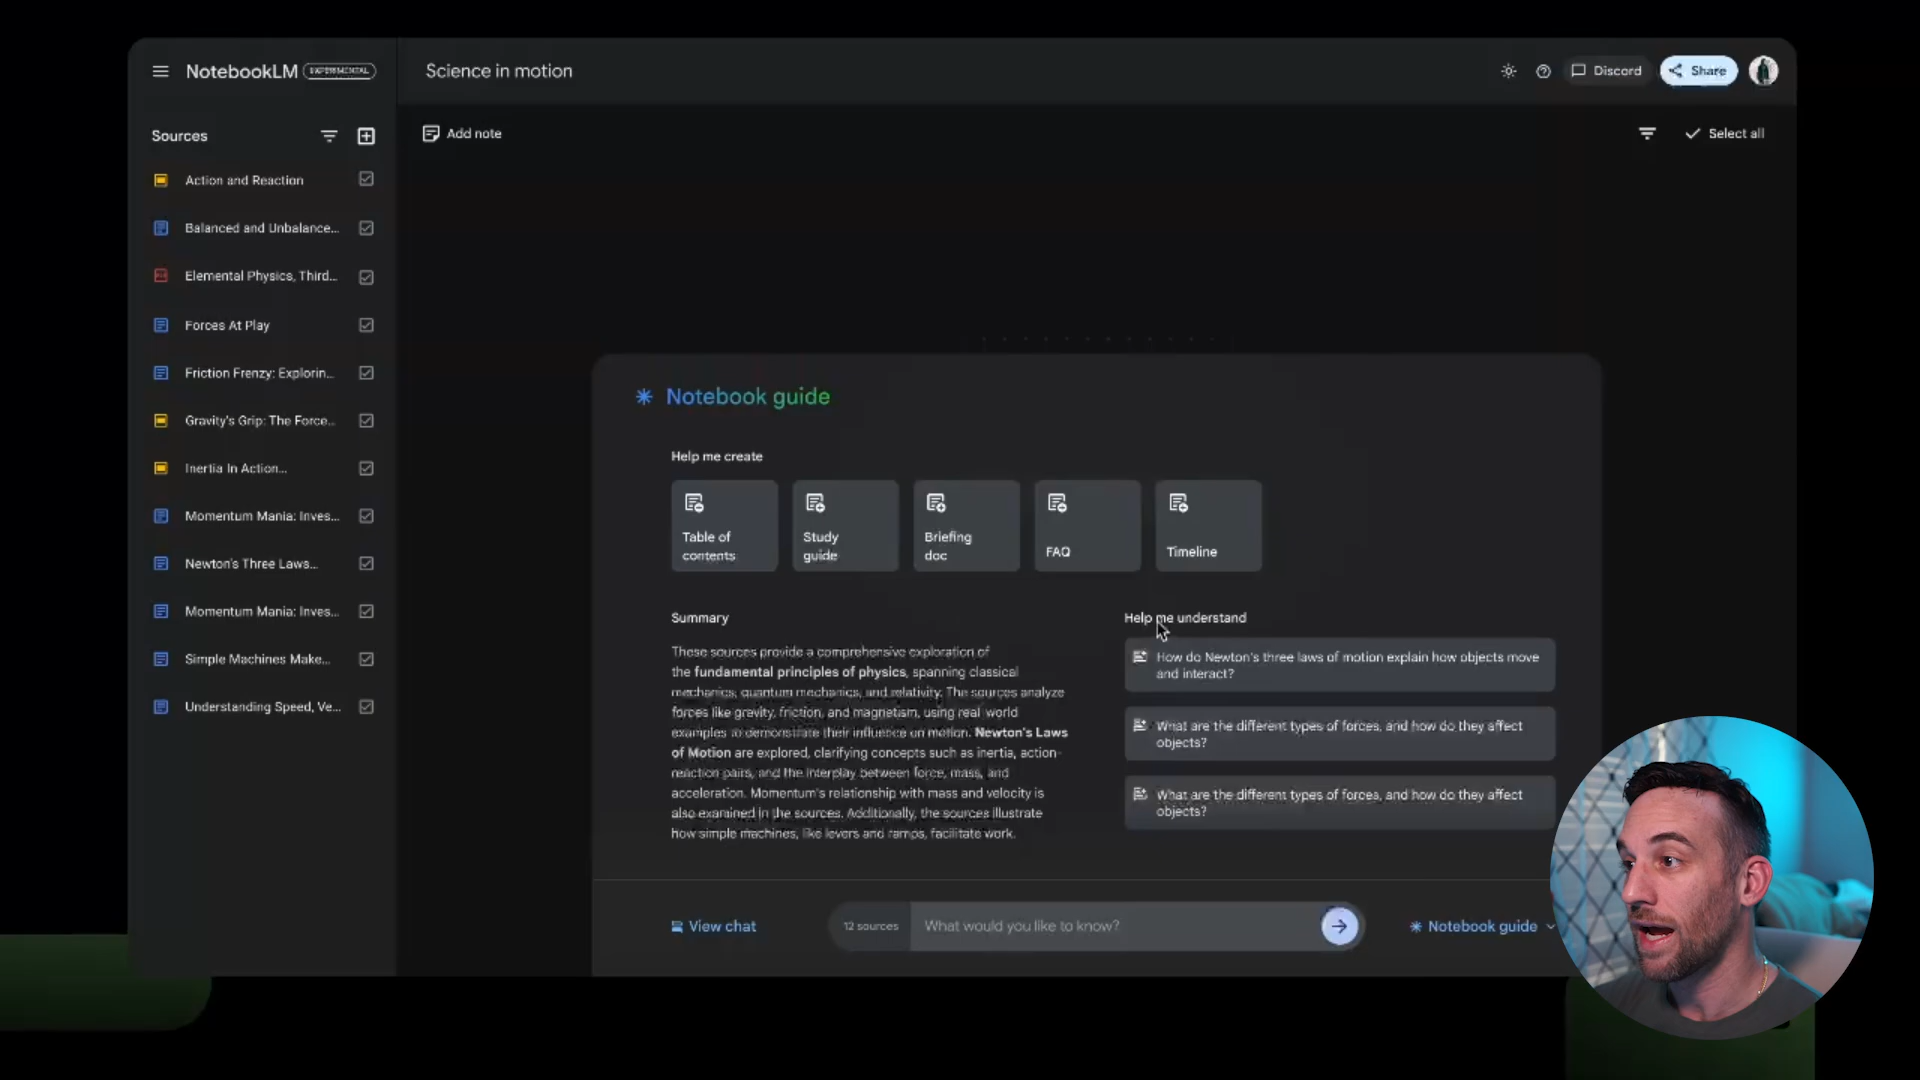 NotebookLM EXPERIMENTAL
Science in motion
Discord
Share
Sources
Add note
Select all
Action and Reaction
Balanced and Unbalance...
Elemental Physics, Third...
Forces At Play
Friction Frenzy: Explorin...
Gravity's Grip: The Force...
Inertia In Action...
Momentum Mania: Inves...
Newton's Three Laws...
Momentum Mania: Inves...
Simple Machines Make...
Understanding Speed, Ve...
Notebook guide
Help me create
Table of
contents
Study
guide
Briefing
doc
FAQ
Timeline
Summary
These sources provide a comprehensive exploration of
the fundamental principles of physics, spanning classical
mechanics, quantum mechanics, and relativity. The sources analyze
forces like gravity, friction, and magnetism, using real world
examples to demonstrate their influence on motion. Newton's Laws
of Motion are explored, clarifying concepts such as inertia, action-
reaction pairs, and the interplay between force, mass, and
acceleration. Momentum's relationship with mass and velocity is
also examined in the sources. Additionally, the sources illustrate
how simple machines, like levers and ramps, facilitate work.
Help me understand
How do Newton's three laws of motion explain how objects move
and interact?
What are the different types of forces, and how do they affect
objects?
What are the different types of forces, and how do they affect
objects?
View chat
12 sources
What would you like to know?
Notebook guide